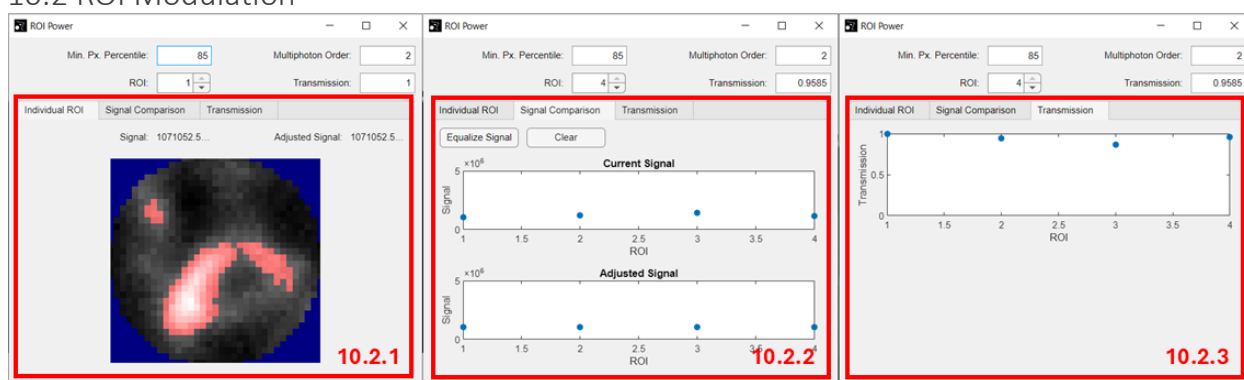 10.2 ROI Modulation
ROI Power
Min. Px. Percentile: 85 Multiphoton Order: 2
ROI: 1 Transmission: 1
Individual ROI Signal Comparison Transmission
Signal: 1071052.5... Adjusted Signal: 1071052.5...
10.2.1
ROI Power
Min. Px. Percentile: 85 Multiphoton Order: 2
ROI: 4 Transmission: 0.9585
Individual ROI Signal Comparison Transmission
Equalize Signal Clear
×10⁶ Current Signal
5
Signal
0
1 1.5 2 2.5 3 3.5 4
ROI
×10⁶ Adjusted Signal
5
Signal
0
1 1.5 2 2.5 3 3.5 4
ROI
10.2.2
ROI Power
Min. Px. Percentile: 85 Multiphoton Order: 2
ROI: 4 Transmission: 0.9585
Individual ROI Signal Comparison Transmission
1
Transmission
0.5
0
1 1.5 2 2.5 3 3.5 4
ROI
10.2.3